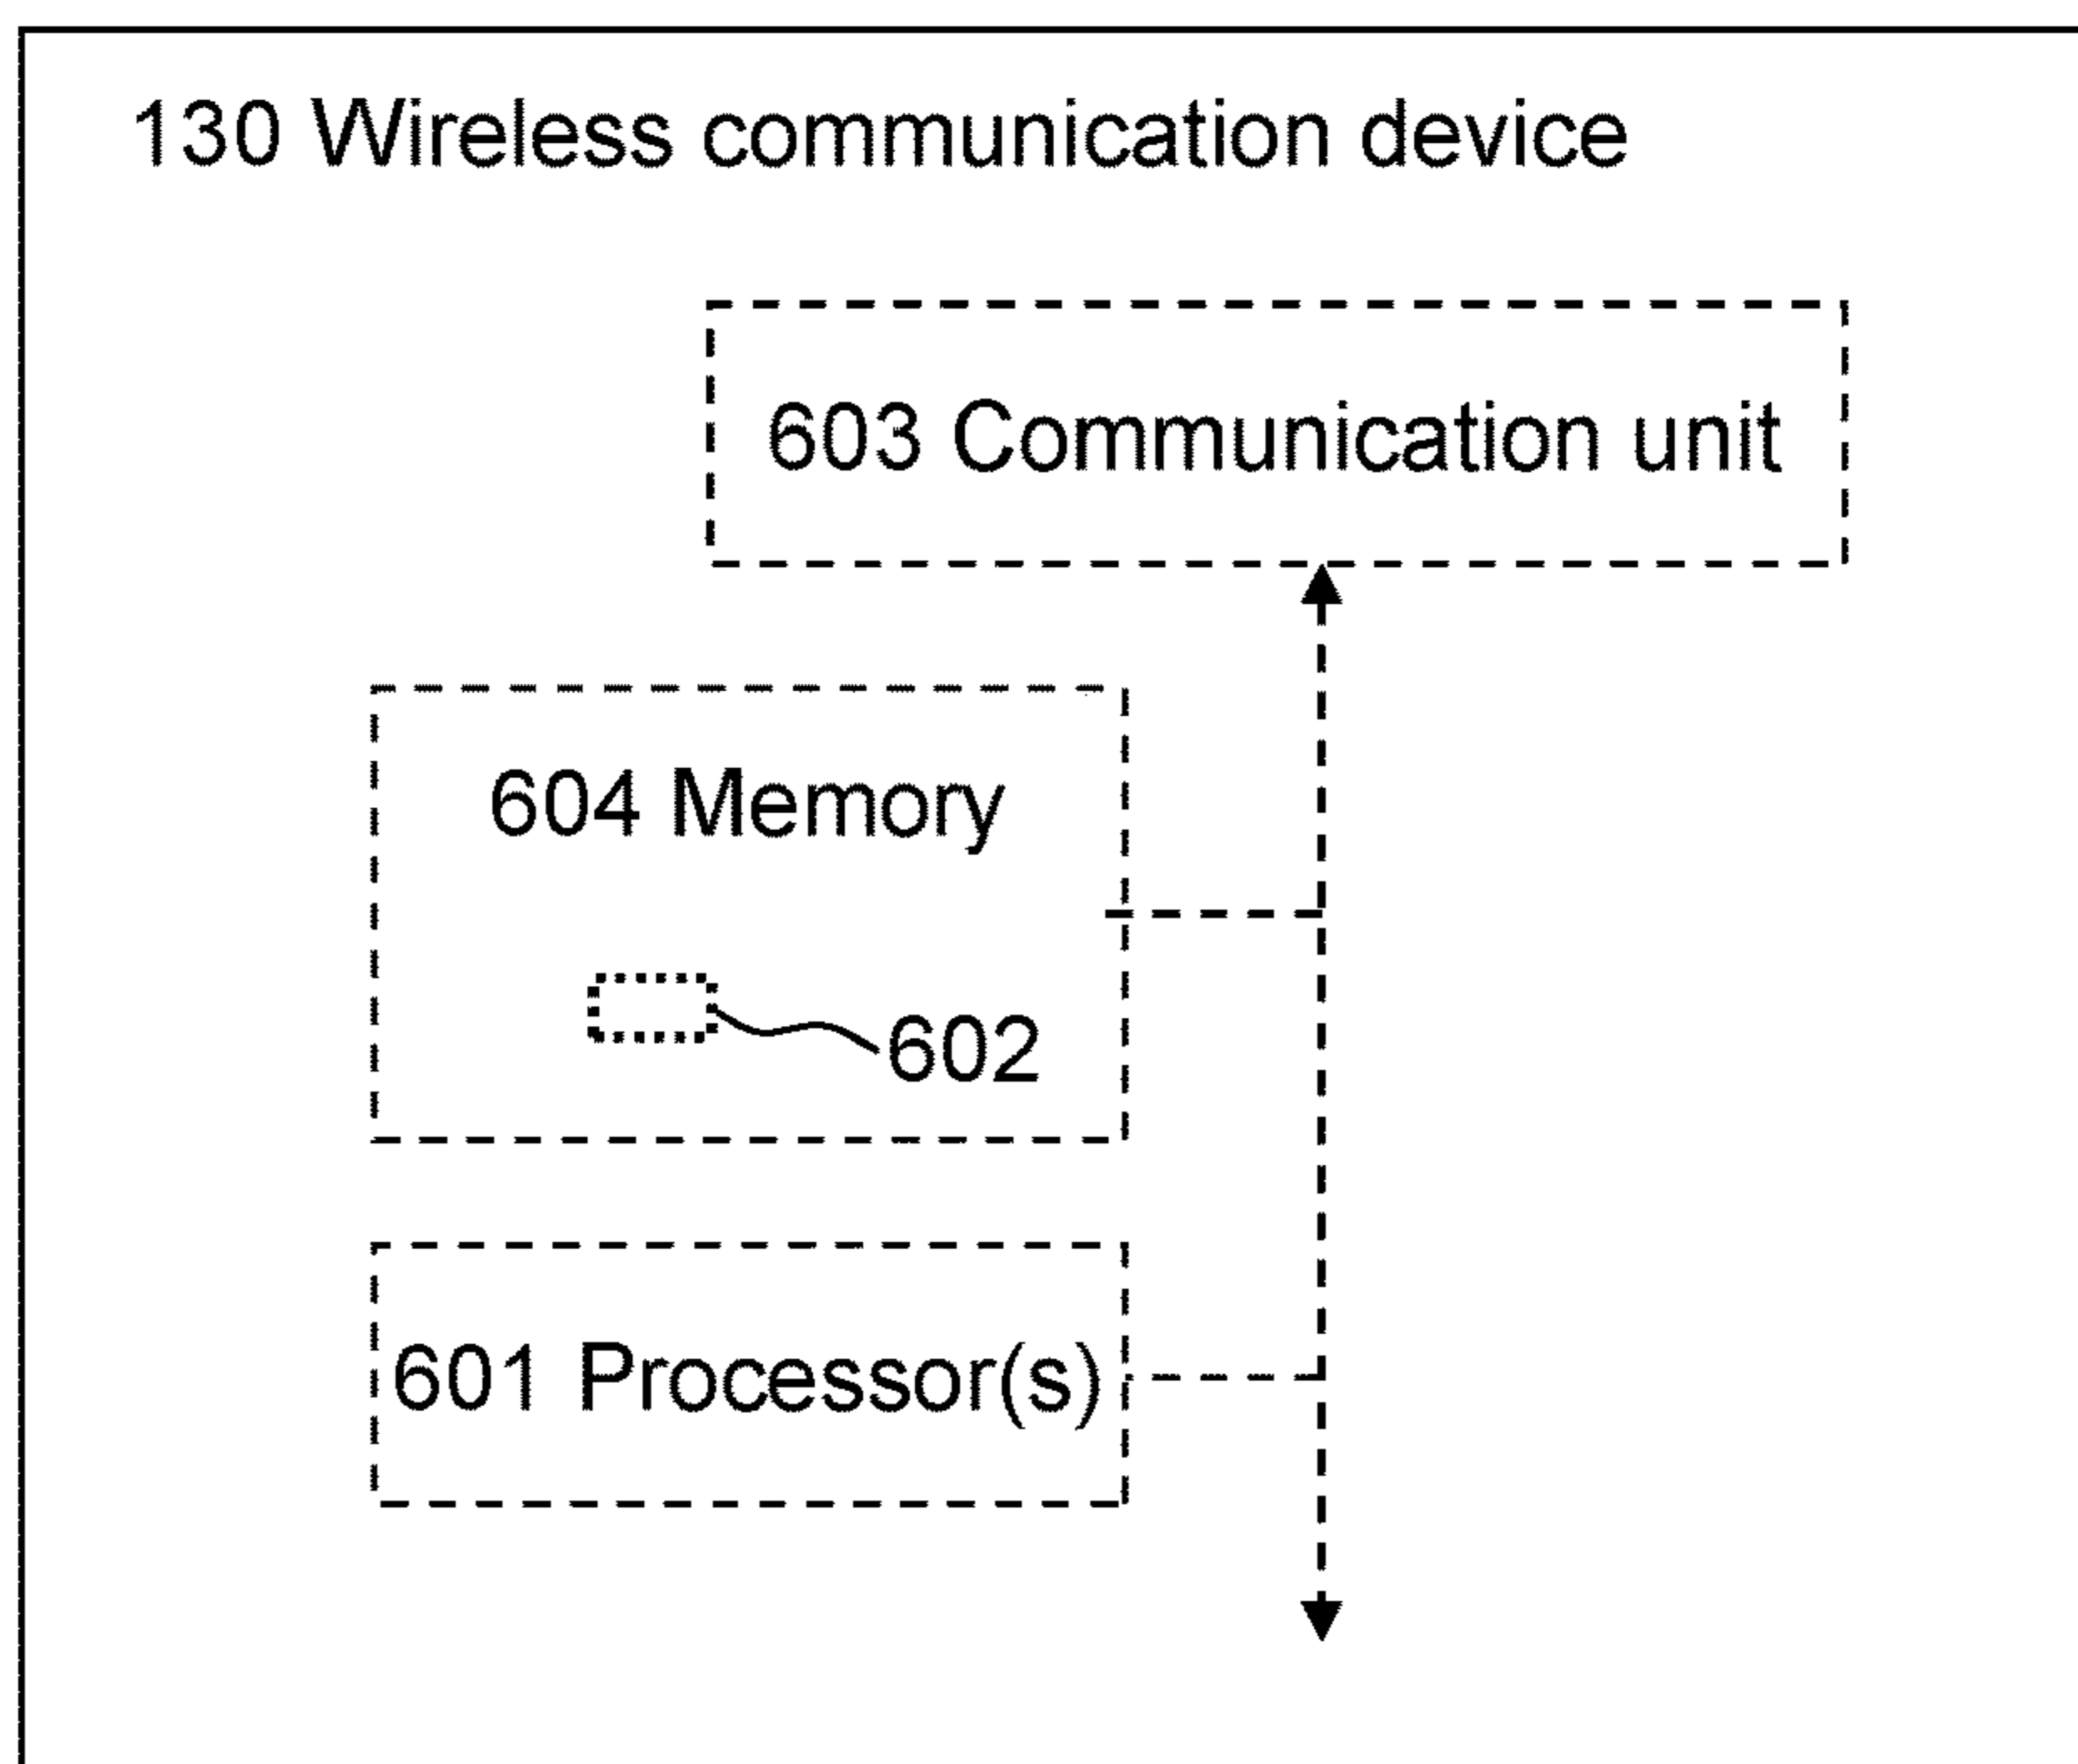 130 Wireless communication device
603 Communication unit
604 Memory
602
601 Processor(s)